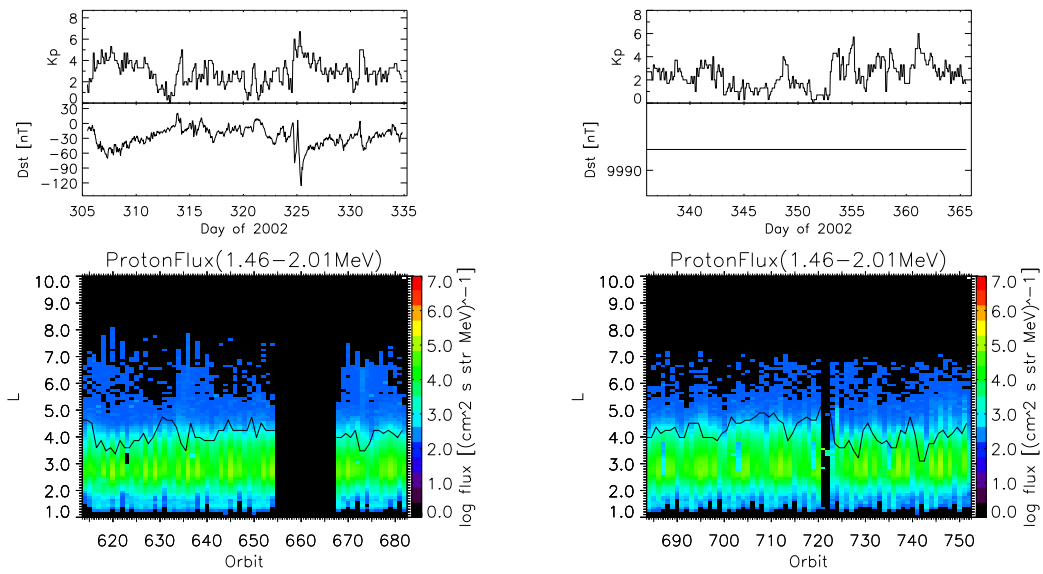 8
6
4
2
0
Kp
30
0
−30
−60
−90
−120
Dst [nT]
305 310 315 320 325 330 335
Day of 2002
ProtonFlux(1.46−2.01MeV)
10.0
9.0
8.0
7.0
6.0
5.0
4.0
3.0
2.0
1.0
L
620 630 640 650 660 670 680
Orbit
7.0
6.0
5.0
4.0
3.0
2.0
1.0
0.0
log flux [(cm^2 s str MeV)^−1]
8
6
4
2
0
Kp
9990
Dst [nT]
340 345 350 355 360 365
Day of 2002
ProtonFlux(1.46−2.01MeV)
10.0
9.0
8.0
7.0
6.0
5.0
4.0
3.0
2.0
1.0
L
690 700 710 720 730 740 750
Orbit
7.0
6.0
5.0
4.0
3.0
2.0
1.0
0.0
log flux [(cm^2 s str MeV)^−1]